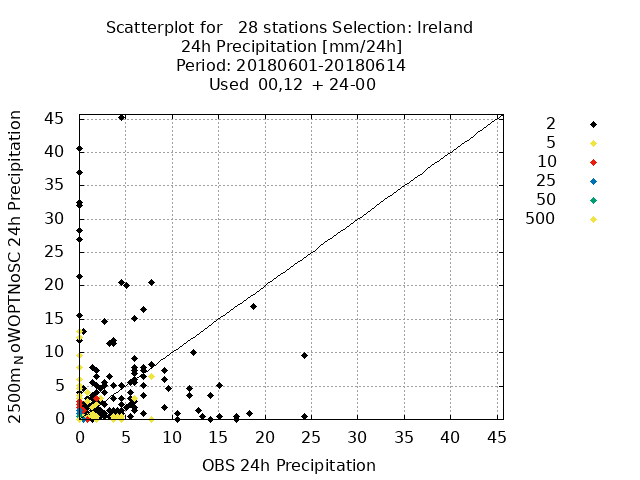 Scatterplot for 28 stations Selection: Ireland
24h Precipitation [mm/24h]
Period: 20180601-20180614
Used 00,12 + 24-00
2500m_NoWOPTNoSC 24h Precipitation
45
40
35
30
25
20
15
10
5
0
0 5 10 15 20 25 30 35 40 45
OBS 24h Precipitation
2
5
10
25
50
500